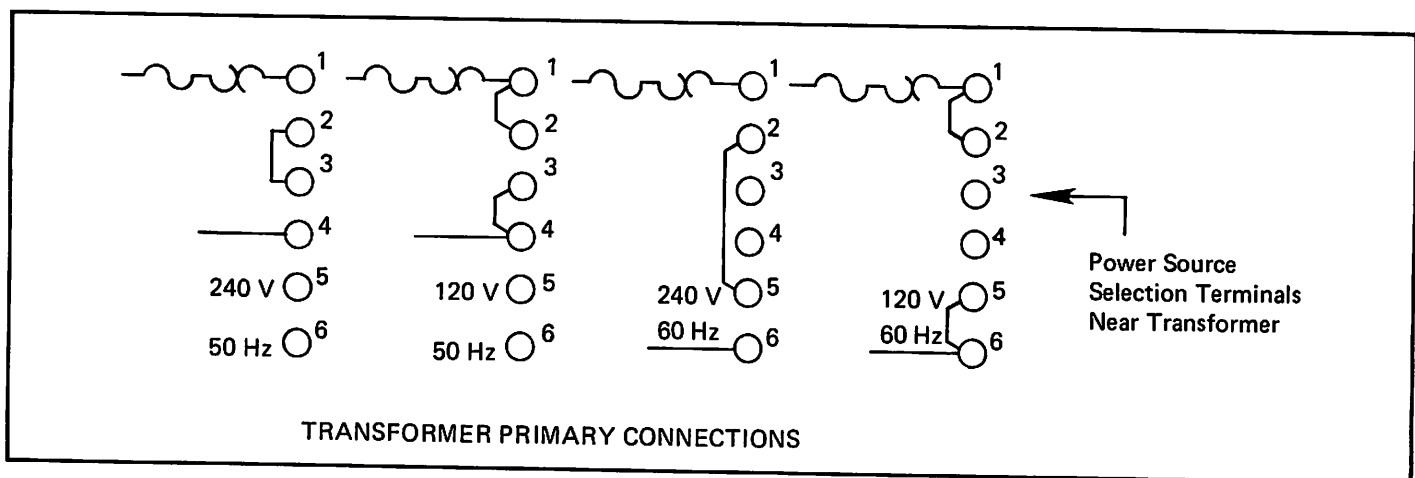 1 1 1 1
2 2 2 2
3 3 3 3
4 4 4 4
240 V 5 120 V 5 240 V 5 120 V 5
50 Hz 6 50 Hz 6 60 Hz 6 60 Hz 6
Power Source
Selection Terminals
Near Transformer
TRANSFORMER PRIMARY CONNECTIONS